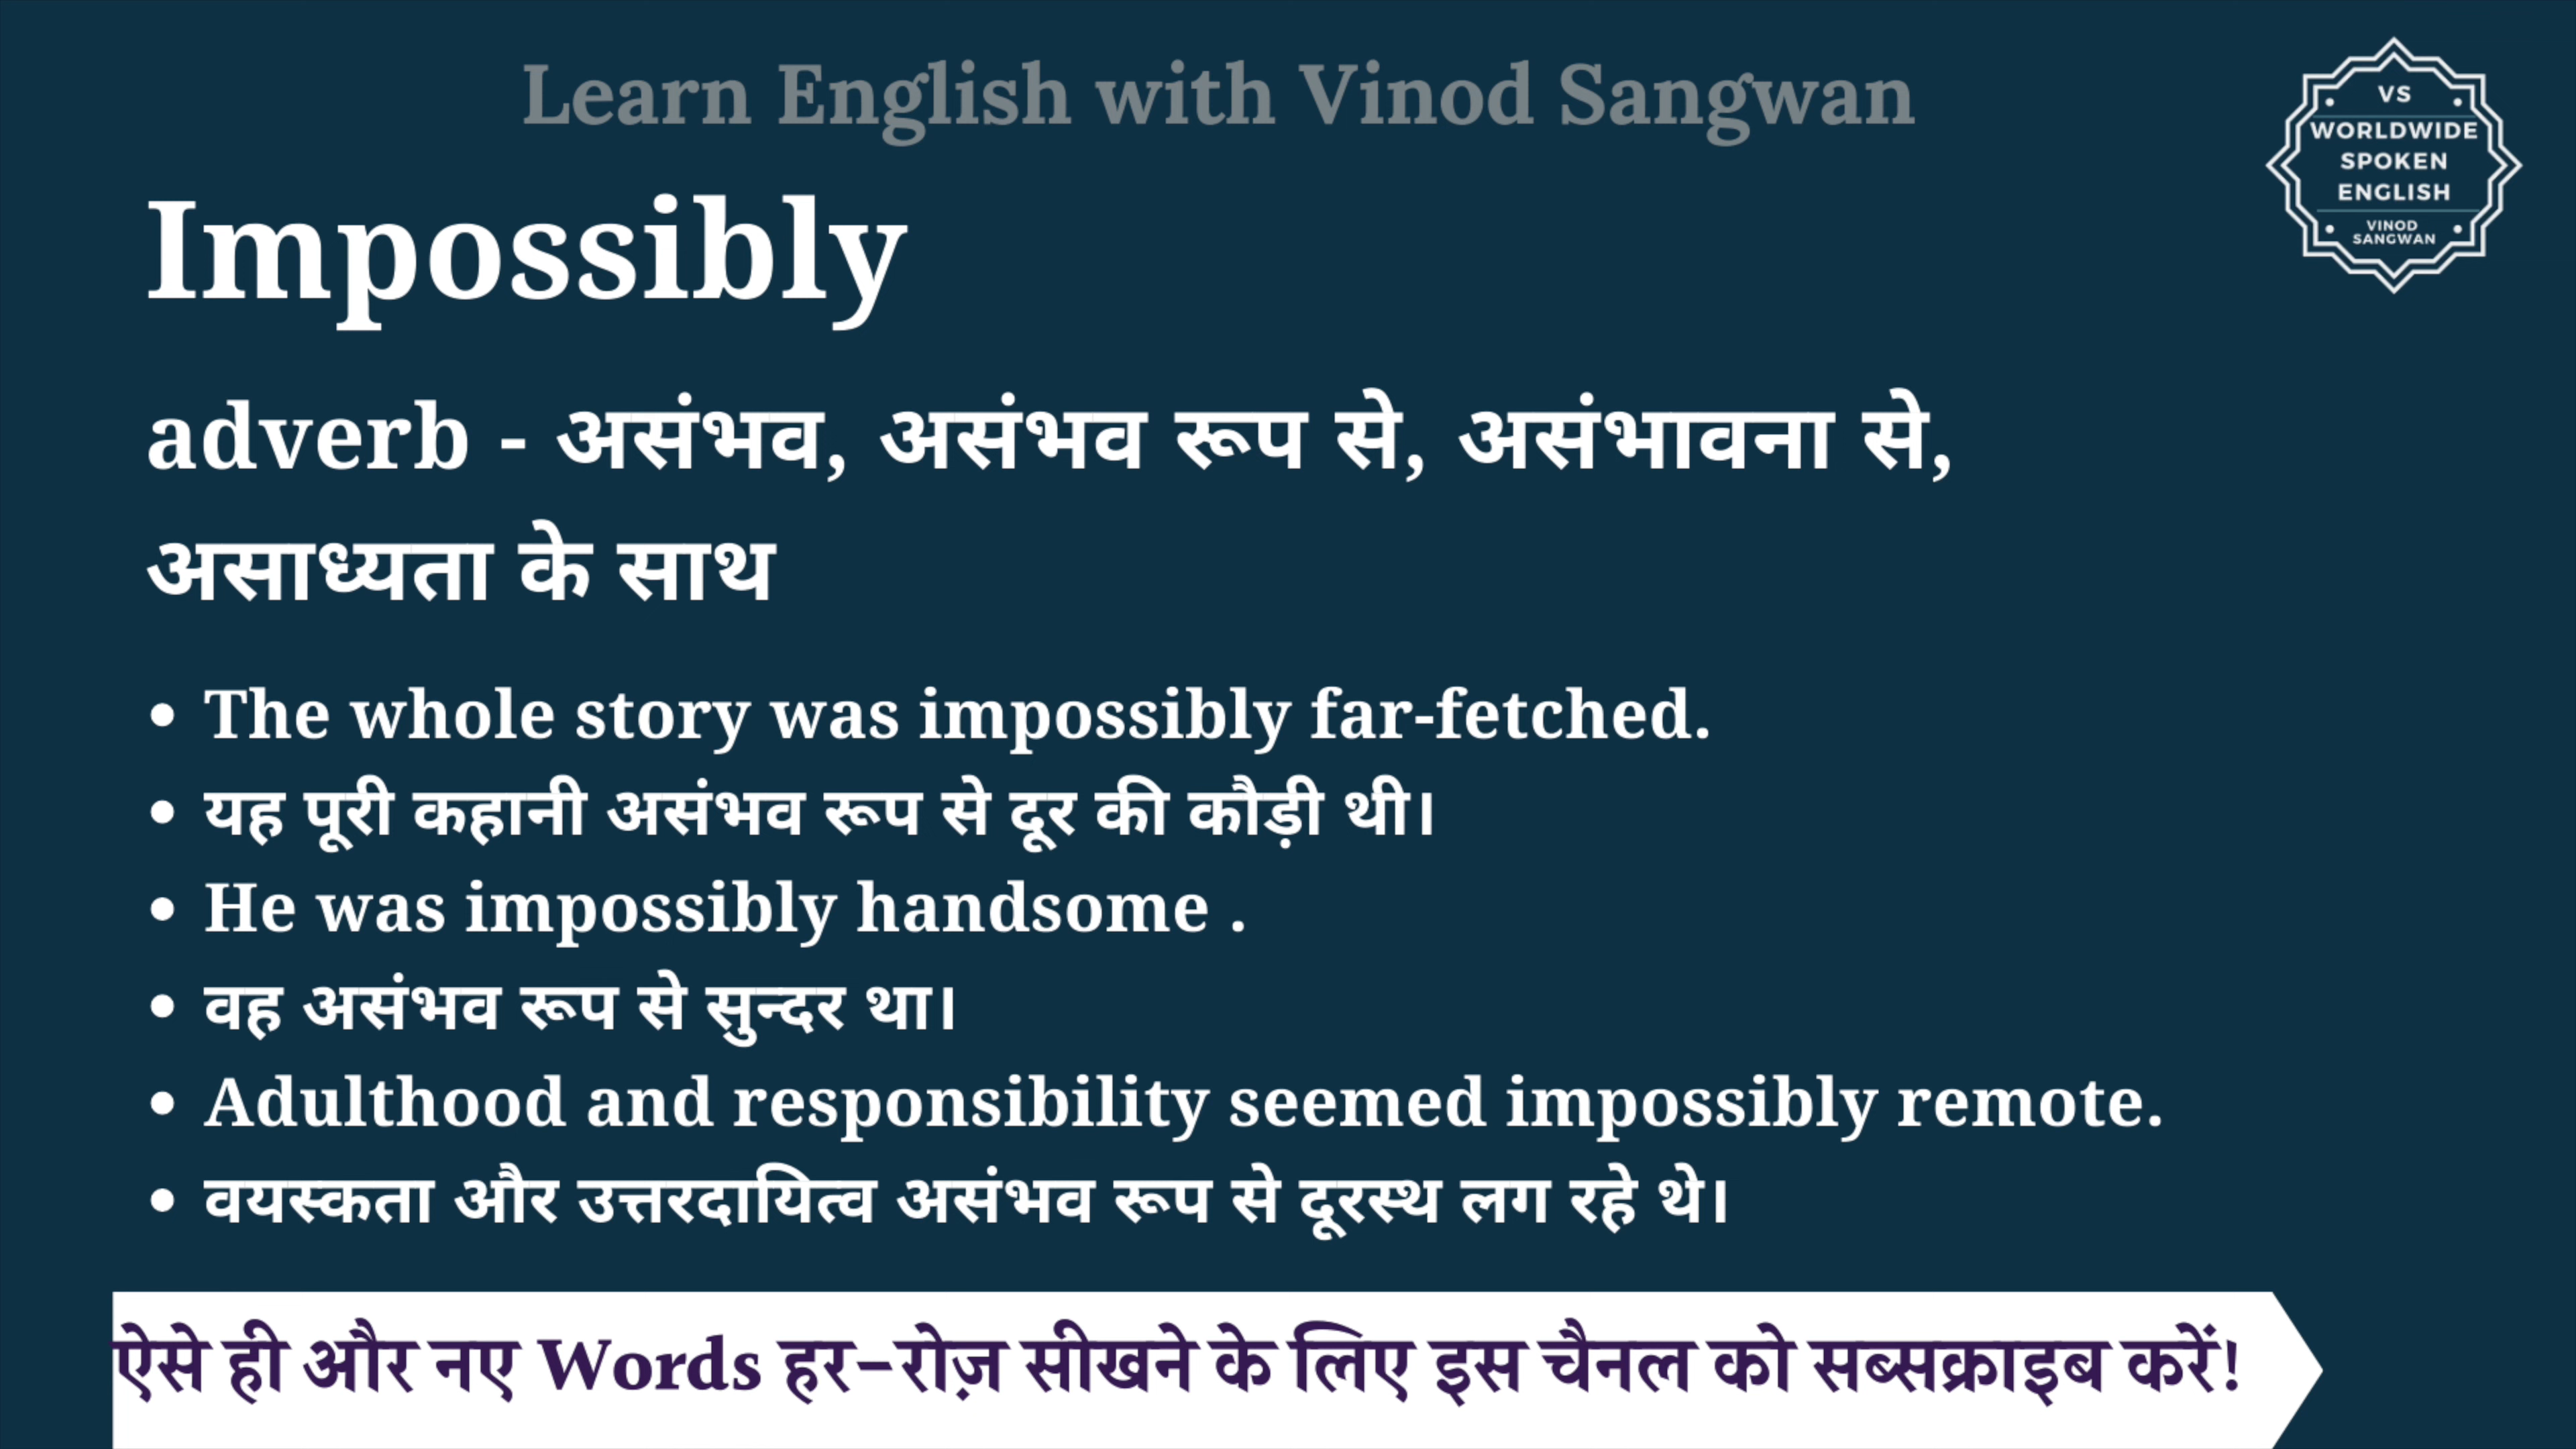 Learn English with Vinod Sangwan
VS
WORLDWIDE
SPOKEN
ENGLISH
VINOD
SANGWAN
Impossibly
adverb - असंभव, असंभव रूप से, असंभावना से,
असाध्यता के साथ
• The whole story was impossibly far-fetched.
• यह पूरी कहानी असंभव रूप से दूर की कौड़ी थी।
• He was impossibly handsome .
• वह असंभव रूप से सुन्दर था।
• Adulthood and responsibility seemed impossibly remote.
• वयस्कता और उत्तरदायित्व असंभव रूप से दूरस्थ लग रहे थे।
ऐसे ही और नए Words हर-रोज़ सीखने के लिए इस चैनल को सब्सक्राइब करें!